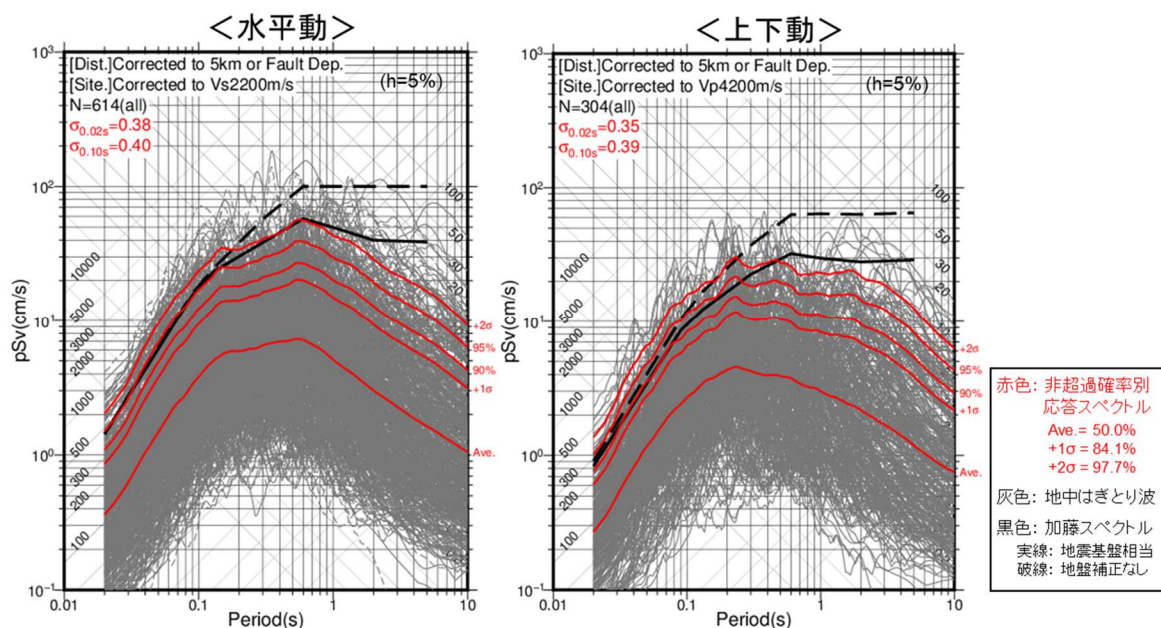 <水平動>
[Dist.]Corrected to 5km or Fault Dep.
[Site.]Corrected to Vs2200m/s
(h=5%)
N=614(all)
σ0.02s=0.38
σ0.10s=0.40
pSv(cm/s)
10³
10²
10¹
10⁰
10⁻¹
10000
5000
3000
2000
1000
500
300
200
100
100
50
30
20
+2σ
95%
90%
+1σ
Ave.
0.01
0.1
1
10
Period(s)
<上下動>
[Dist.]Corrected to 5km or Fault Dep.
[Site.]Corrected to Vp4200m/s
(h=5%)
N=304(all)
σ0.02s=0.35
σ0.10s=0.39
10³
10²
10¹
10⁰
10⁻¹
10000
5000
3000
2000
1000
500
300
200
100
100
50
30
20
+2σ
95%
90%
+1σ
Ave.
0.01
0.1
1
10
Period(s)
赤色: 非超過確率別
応答スペクトル
Ave.= 50.0%
+1σ = 84.1%
+2σ = 97.7%
灰色: 地中はぎとり波
黒色: 加藤スペクトル
実線: 地震基盤相当
破線: 地盤補正なし